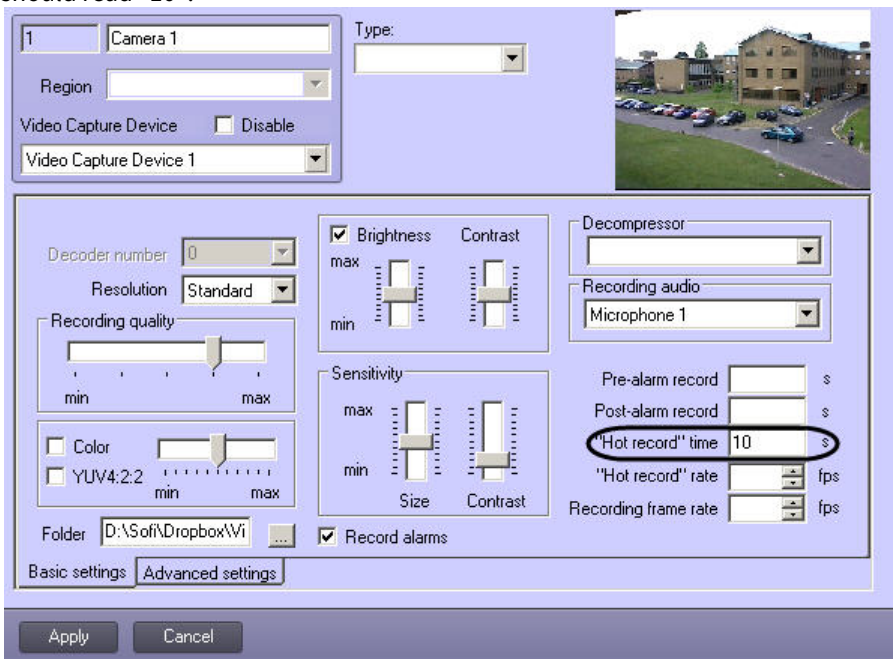 1 Camera 1
Region
Video Capture Device Disable
Video Capture Device 1
Type:
Decoder number 0
Resolution Standard
Recording quality
min max
Color
YUV4:2:2
min max
Folder D:\Sofi\Dropbox\Vi ...
Brightness Contrast
max
min
Sensitivity
max
min
Size Contrast
Record alarms
Decompressor
Recording audio
Microphone 1
Pre-alarm record s
Post-alarm record s
"Hot record" time 10 s
"Hot record" rate fps
Recording frame rate fps
Basic settings Advanced settings
Apply Cancel